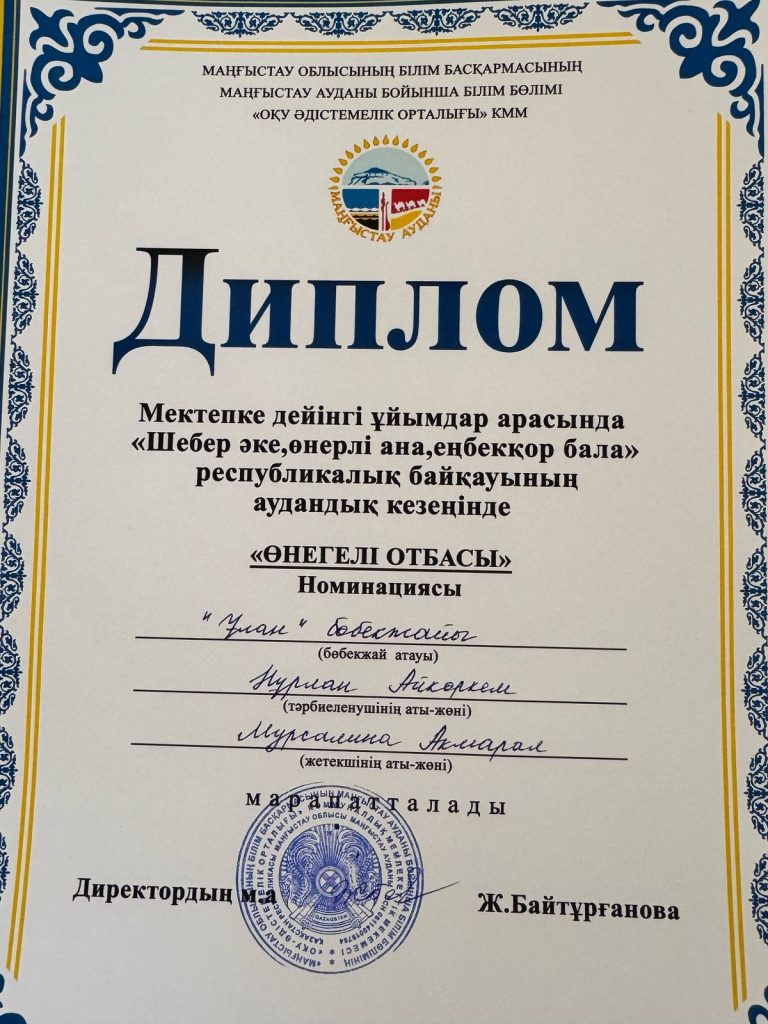 МАҢҒЫСТАУ ОБЛЫСЫНЫҢ БІЛІМ БАСҚАРМАСЫНЫҢ
МАҢҒЫСТАУ АУДАНЫ БОЙЫНША БІЛІМ БӨЛІМІ
«ОҚУ ӘДІСТЕМЕЛІК ОРТАЛЫҒЫ» КММ
МАҢҒЫСТАУ АУДАНЫ
Диплом
Мектепке дейінгі ұйымдар арасында
«Шебер әке,өнерлі ана,еңбекқор бала»
республикалық байқауының
аудандық кезеңінде
«ӨНЕГЕЛІ ОТБАСЫ»
Номинациясы
"Ұлан" бөбекжайы
(бөбекжай атауы)
Нұрлан Айкөркем
(тәрбиеленушінің аты-жөні)
Мурсалина Акмарал
(жетекшінің аты-жөні)
марапатталады
Директордың м.а
Ж.Байтұрғанова
QAZAQSTAN